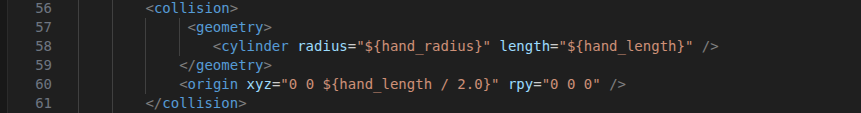 56 <collision>
57 <geometry>
58 <cylinder radius="${hand_radius}" length="${hand_length}" />
59 </geometry>
60 <origin xyz="0 0 ${hand_length / 2.0}" rpy="0 0 0" />
61 </collision>